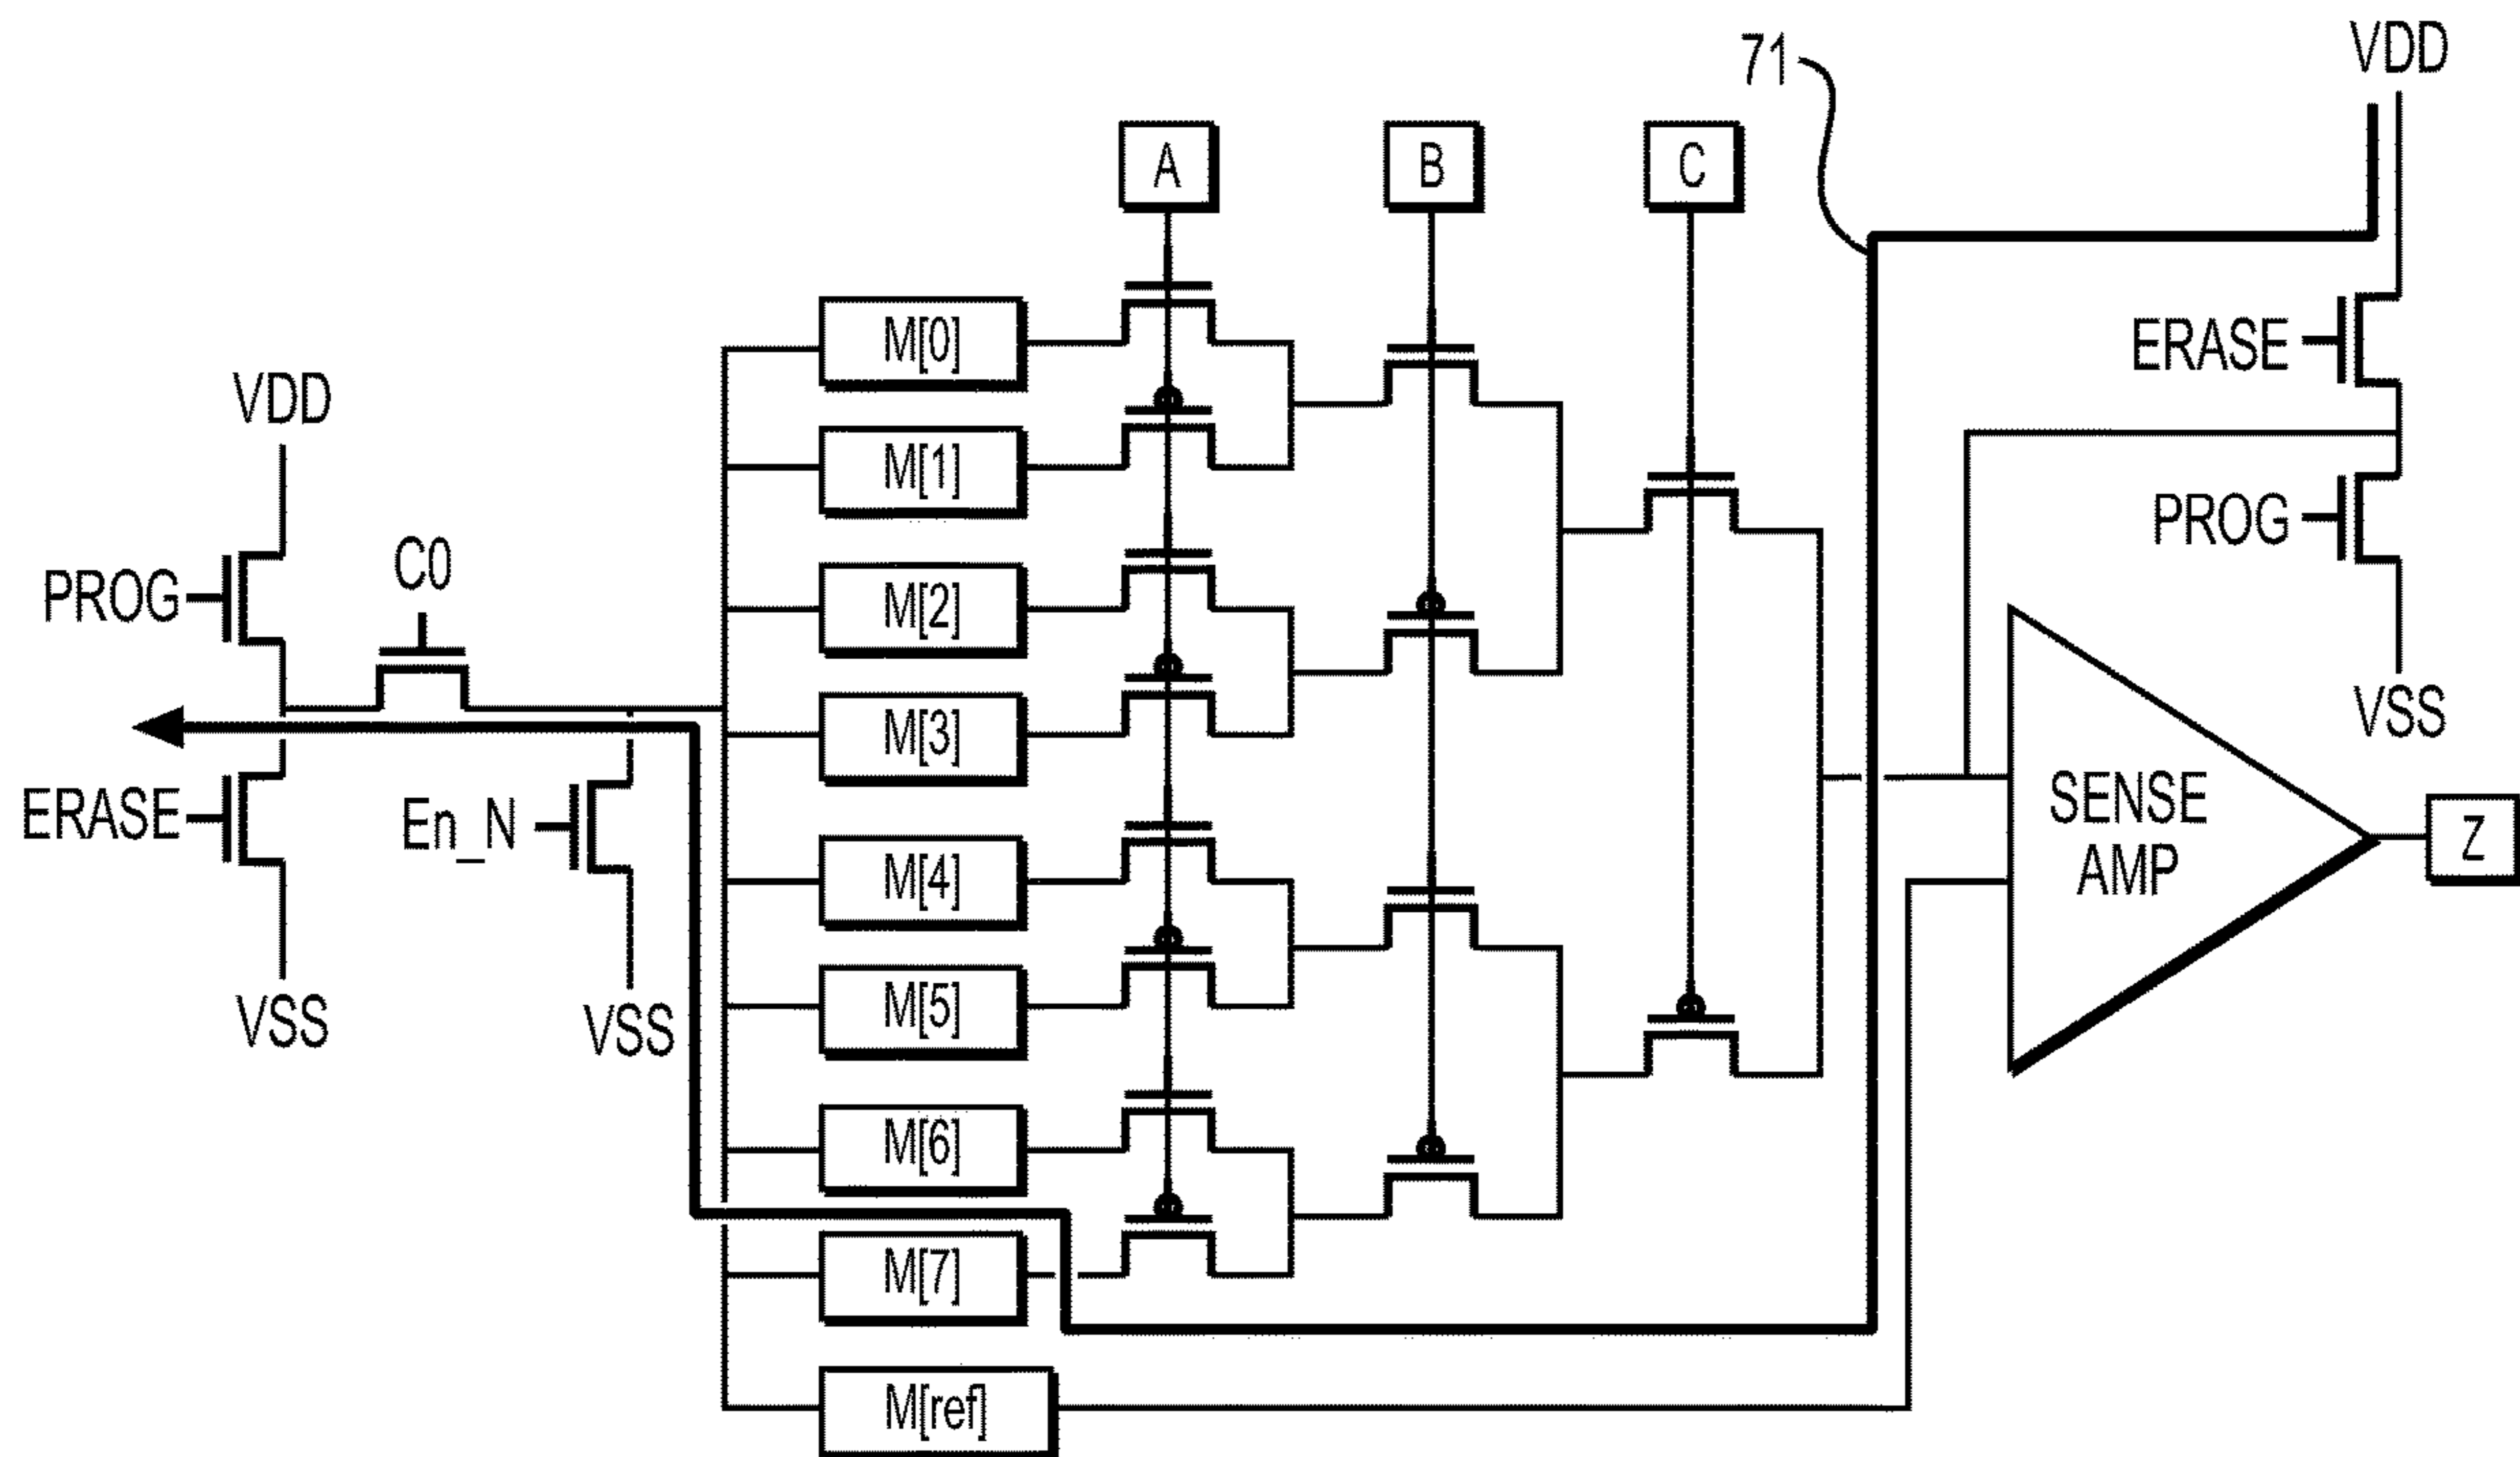 71
VDD
A
B
C
M[0]
ERASE
VDD
M[1]
PROG
C0
PROG
M[2]
VSS
M[3]
ERASE
En_N
SENSE
AMP
Z
M[4]
VSS
VSS
M[5]
M[6]
M[7]
M[ref]